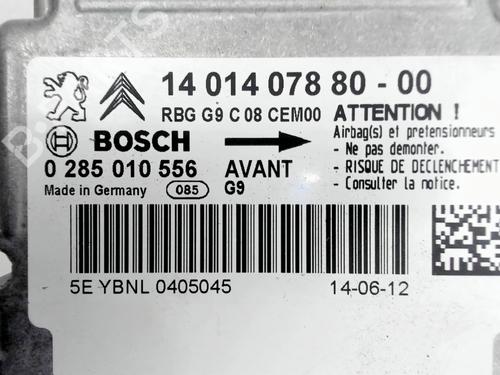 14 014 078 80 - 00
RBG G9 C 08 CEM00
ATTENTION !
Airbag(s) et pretensionneurs
- Ne pas demonter.
- RISQUE DE DECLENCHEMENT
- Consulter la notice.
BOSCH
0 285 010 556
AVANT
Made in Germany
085
G9
5E YBNL 0405045
14-06-12